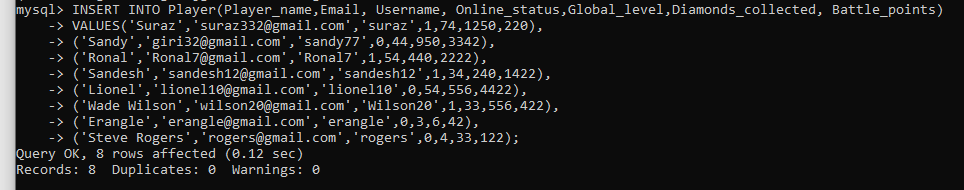 mysql> INSERT INTO Player(Player_name,Email, Username, Online_status,Global_level,Diamonds_collected, Battle_points)
-> VALUES('Suraz','suraz332@gmail.com','suraz',1,74,1250,220),
-> ('Sandy','giri32@gmail.com','sandy77',0,44,950,3342),
-> ('Ronal','Ronal7@gmail.com','Ronal7',1,54,440,2222),
-> ('Sandesh','sandesh12@gmail.com','sandesh12',1,34,240,1422),
-> ('Lionel','lionel10@gmail.com','lionel10',0,54,556,4422),
-> ('Wade Wilson','wilson20@gmail.com','Wilson20',1,33,556,422),
-> ('Erangle','erangle@gmail.com','erangle',0,3,6,42),
-> ('Steve Rogers','rogers@gmail.com','rogers',0,4,33,122);
Query OK, 8 rows affected (0.12 sec)
Records: 8  Duplicates: 0  Warnings: 0